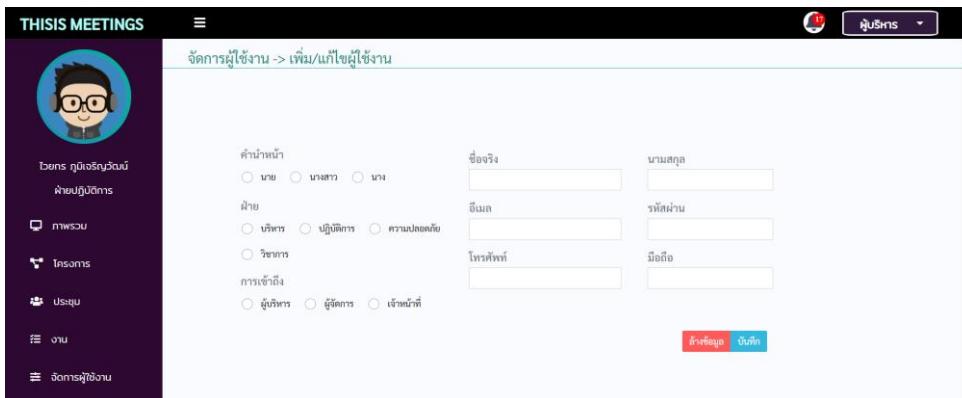 THISIS MEETINGS
17
ผู้บริหาร
ไวยกร ภูมิเจริญวัฒน์
ฝ่ายปฏิบัติการ
ภาพรวม
โครงการ
ประชุม
งาน
จัดการผู้ใช้งาน
จัดการผู้ใช้งาน -> เพิ่ม/แก้ไขผู้ใช้งาน
คำนำหน้า
นาย นางสาว นาง
ฝ่าย
บริหาร ปฏิบัติการ ความปลอดภัย
วิชาการ
การเข้าถึง
ผู้บริหาร ผู้จัดการ เจ้าหน้าที่
ชื่อจริง นามสกุล
อีเมล รหัสผ่าน
โทรศัพท์ มือถือ
ล้างข้อมูล บันทึก